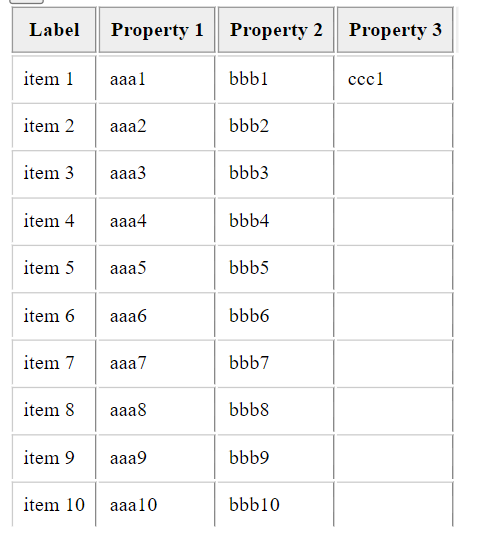 Label Property 1 Property 2 Property 3
item 1 aaa1 bbb1 ccc1
item 2 aaa2 bbb2
item 3 aaa3 bbb3
item 4 aaa4 bbb4
item 5 aaa5 bbb5
item 6 aaa6 bbb6
item 7 aaa7 bbb7
item 8 aaa8 bbb8
item 9 aaa9 bbb9
item 10 aaa10 bbb10